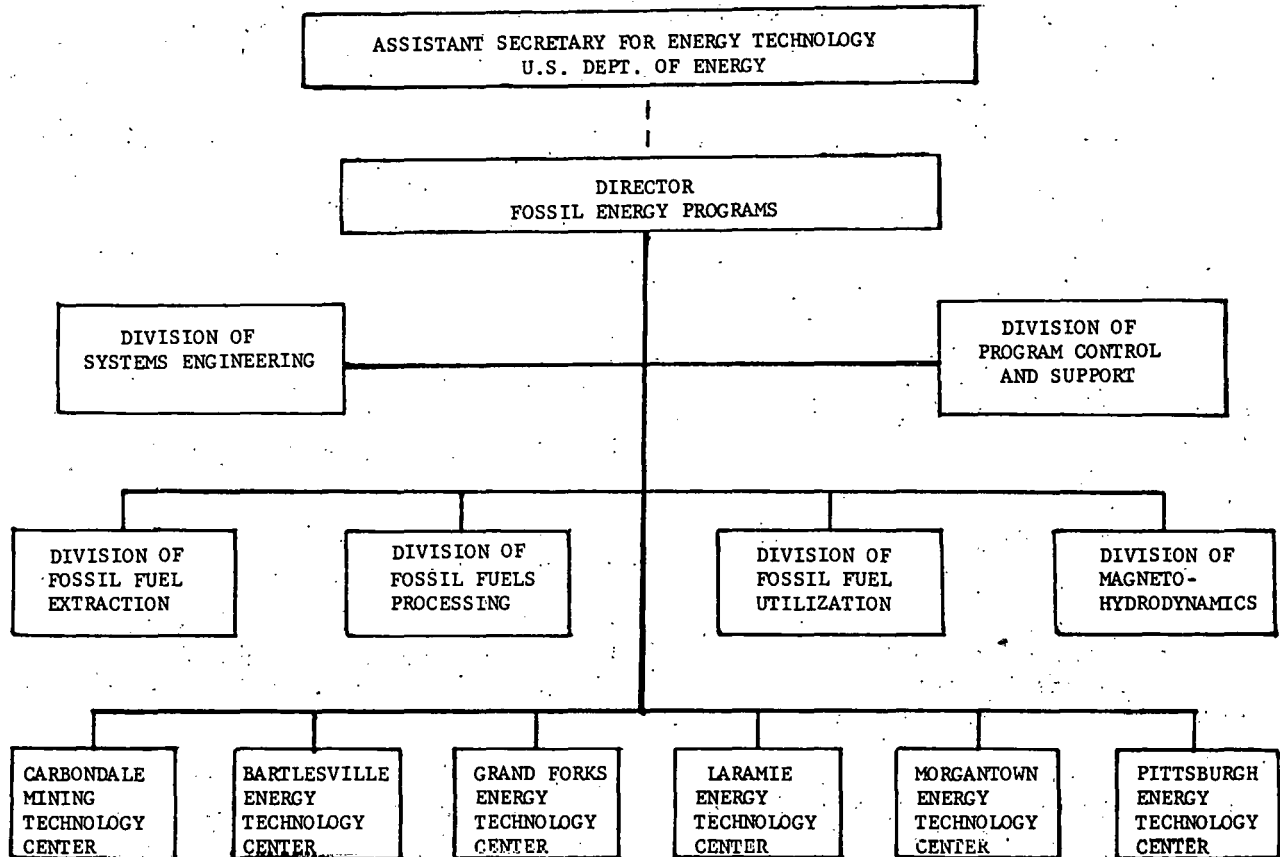 ASSISTANT SECRETARY FOR ENERGY TECHNOLOGY
U.S. DEPT. OF ENERGY
DIRECTOR
FOSSIL ENERGY PROGRAMS
DIVISION OF
SYSTEMS ENGINEERING
DIVISION OF
PROGRAM CONTROL
AND SUPPORT
DIVISION OF
FOSSIL FUEL
EXTRACTION
DIVISION OF
FOSSIL FUELS
PROCESSING
DIVISION OF
FOSSIL FUEL
UTILIZATION
DIVISION OF
MAGNETO-
HYDRODYNAMICS
CARBONDALE
MINING
TECHNOLOGY
CENTER
BARTLESVILLE
ENERGY
TECHNOLOGY
CENTER
GRAND FORKS
ENERGY
TECHNOLOGY
CENTER
LARAMIE
ENERGY
TECHNOLOGY
CENTER
MORGANTOWN
ENERGY
TECHNOLOGY
CENTER
PITTSBURGH
ENERGY
TECHNOLOGY
CENTER